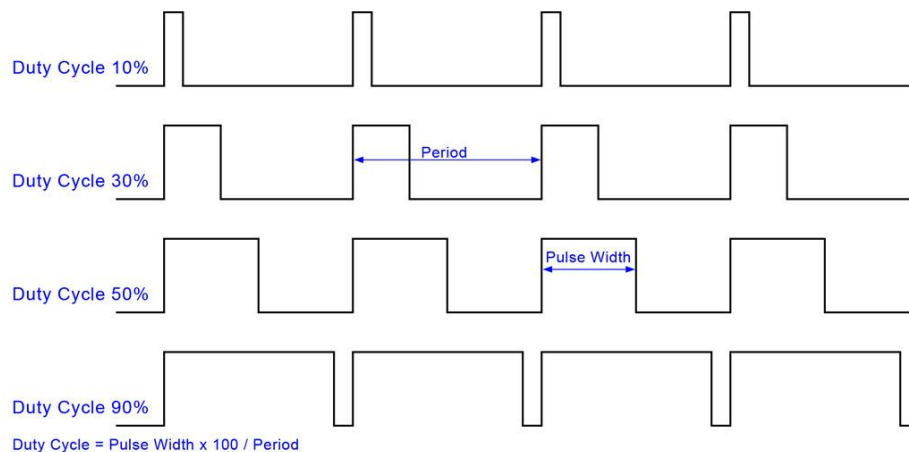 Duty Cycle 10%
Duty Cycle 30%
Period
Duty Cycle 50%
Pulse Width
Duty Cycle 90%
Duty Cycle = Pulse Width x 100 / Period